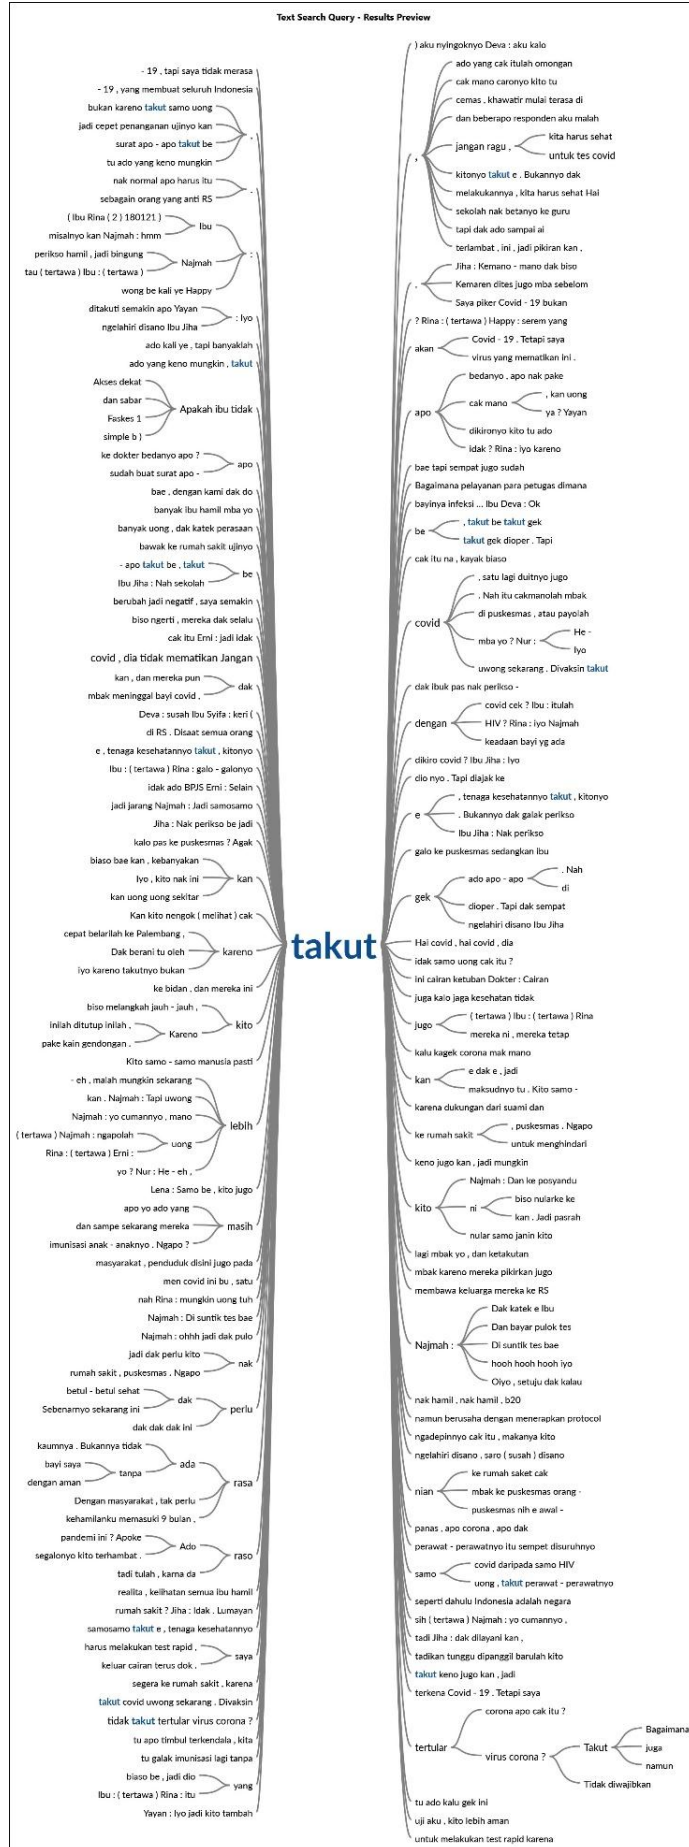 Text Search Query - Results Preview
- 19 , tapi saya tidak merasa
- 19 , yang membuat seluruh Indonesia
bukan kareno takut samo uong
jadi cepet penanganan ujinyo kan
surat apo - apo takut be
tu ado yang keno mungkin
.
nak normal apo harus itu
sebagain orang yang anti RS
-
( Ibu Rina ( 2 ) 180121 )
misalnyo kan Najmah : hmm
Ibu
perikso hamil , jadi bingung
tau ( tertawa ) Ibu : ( tertawa )
Najmah
wong be kali ye Happy
:
ditakuti semakin apo Yayan
ngelahiri disano Ibu Jiha
: Iyo
ado kali ye , tapi banyaklah
ado yang keno mungkin , takut
Akses dekat
dan sabar
Faskes 1
simple b )
Apakah ibu tidak
ke dokter bedanyo apo ?
sudah buat surat apo -
apo
bae , dengan kami dak do
banyak ibu hamil mba yo
banyak uong , dak katek perasaan
bawak ke rumah sakit ujinyo
- apo takut be , takut
Ibu Jiha : Nah sekolah
be
berubah jadi negatif , saya semakin
biso ngerti , mereka dak selalu
cak itu Erni : jadi idak
covid , dia tidak mematikan Jangan
kan , dan mereka pun
mbak meninggal bayi covid ,
dak
Deva : susah Ibu Syifa : keri (
di RS . Disaat semua orang
e , tenaga kesehatannyo takut , kitonyo
Ibu : ( tertawa ) Rina : galo - galonyo
idak ado BPJS Erni : Selain
jadi jarang Najmah : Jadi samosamo
Jiha : Nak perikso be jadi
kalo pas ke puskesmas ? Agak
biaso bae kan , kebanyakan
Iyo , kito nak ini
kan uong uong sekitar
kan
Kan kito nengok ( melihat ) cak
cepat belarilah ke Palembang ,
Dak berani tu oleh
iyo kareno takutnyo bukan
kareno
ke bidan , dan mereka ini
biso melangkah jauh - jauh ,
inilah ditutup inilah ,
pake kain gendongan .
Kareno
kito
Kito samo - samo manusia pasti
- eh , malah mungkin sekarang
kan . Najmah : Tapi uwong
Najmah : yo cumannyo , mano
( tertawa ) Najmah : ngapolah
Rina : ( tertawa ) Erni :
uong
yo ? Nur : He - eh ,
lebih
Lena : Samo be , kito jugo
apo yo ado yang
dan sampe sekarang mereka
imunisasi anak - anaknyo . Ngapo ?
masih
masyarakat , penduduk disini jugo pada
men covid ini bu , satu
nah Rina : mungkin uong tuh
Najmah : Di suntik tes bae
Najmah : ohhh jadi dak pulo
jadi dak perlu kito
rumah sakit , puskesmas . Ngapo
nak
betul - betul sehat
Sebenarnyo sekarang ini
dak
dak dak dak ini
perlu
kaumnya . Bukannya tidak
bayi saya
dengan aman
tanpa
ada
Dengan masyarakat , tak perlu
kehamilanku memasuki 9 bulan ,
rasa
pandemi ini ? Apoke
segalonyo kito terhambat .
Ado
tadi tulah , karna da
raso
realita , kelihatan semua ibu hamil
rumah sakit ? Jiha : Idak . Lumayan
samosamo takut e , tenaga kesehatannyo
harus melakukan test rapid ,
keluar cairan terus dok .
saya
segera ke rumah sakit , karena
takut covid uwong sekarang . Divaksin
tidak takut tertular virus corona ?
tu apo timbul terkendala , kita
tu galak imunisasi lagi tanpa
biaso be , jadi dio
Ibu : ( tertawa ) Rina : itu
yang
Yayan : Iyo jadi kito tambah
takut
) aku nyingoknyo Deva : aku kalo
,
ado yang cak itulah omongan
cak mano caronyo kito tu
cemas , khawatir mulai terasa di
dan beberapo responden aku malah
jangan ragu ,
kita harus sehat
untuk tes covid
kitonyo takut e . Bukannyo dak
melakukannya , kita harus sehat Hai
sekolah nak betanyo ke guru
tapi dak ado sampai ai
terlambat , ini , jadi pikiran kan ,
.
Jiha : Kemano - mano dak biso
Kemaren dites jugo mba sebelom
Saya piker Covid - 19 bukan
? Rina : ( tertawa ) Happy : serem yang
akan
Covid - 19 . Tetapi saya
virus yang mematikan ini .
apo
bedanyo , apo nak pake
cak mano
, kan uong
ya ? Yayan
dikironyo kito tu ado
idak ? Rina : iyo kareno
bae tapi sempat jugo sudah
Bagaimana pelayanan para petugas dimana
bayinya infeksi ... Ibu Deva : Ok
be
, takut be takut gek
takut gek dioper . Tapi
cak itu na , kayak biaso
covid
, satu lagi duitnyo jugo
. Nah itu cakmanolah mbak
di puskesmas , atau payolah
mba yo ? Nur :
He -
Iyo
uwong sekarang . Divaksin takut
dak ibuk pas nak perikso -
dengan
covid cek ? Ibu : itulah
HIV ? Rina : iyo Najmah
keadaan bayi yg ada
dikiro covid ? Ibu Jiha : Iyo
dio nyo . Tapi diajak ke
e
, tenaga kesehatannyo takut , kitonyo
. Bukannyo dak galak perikso
Ibu Jiha : Nak perikso
galo ke puskesmas sedangkan ibu
gek
ado apo - apo
. Nah
di
dioper . Tapi dak sempat
ngelahiri disano Ibu Jiha
Hai covid , hai covid , dia
idak samo uong cak itu ?
ini cairan ketuban Dokter : Cairan
juga kalo jaga kesehatan tidak
jugo
( tertawa ) Ibu : ( tertawa ) Rina
mereka ni , mereka tetap
kalu kagek corona mak mano
kan
e dak e , jadi
maksudnyo tu . Kito samo -
karena dukungan dari suami dan
ke rumah sakit
, puskesmas . Ngapo
untuk menghindari
keno jugo kan , jadi mungkin
kito
Najmah : Dan ke posyandu
ni
biso nularke ke
kan . Jadi pasrah
nular samo janin kito
lagi mbak yo , dan ketakutan
mbak kareno mereka pikirkan jugo
membawa keluarga mereka ke RS
Najmah :
Dak katek e Ibu
Dan bayar pulok tes
Di suntik tes bae
hooh hooh hooh iyo
Oiyo , setuju dak kalau
nak hamil , nak hamil , b20
namun berusaha dengan menerapkan protocol
ngadepinnyo cak itu , makanya kito
ngelahiri disano , saro ( susah ) disano
nian
ke rumah saket cak
mbak ke puskesmas orang -
puskesmas nih e awal -
panas , apo corona , apo dak
perawat - perawatnyo itu sempet disuruhnyo
samo
covid daripada samo HIV
uong , takut perawat - perawatnyo
seperti dahulu Indonesia adalah negara
sih ( tertawa ) Najmah : yo cumannyo ,
tadi Jiha : dak dilayani kan ,
tadikan tunggu dipanggil barulah kito
takut keno jugo kan , jadi
terkena Covid - 19 . Tetapi saya
tertular
corona apo cak itu ?
virus corona ?
Takut
Bagaimana
juga
namun
Tidak diwajibkan
tu ado kalu gek ini
uji aku , kito lebih aman
untuk melakukan test rapid karena